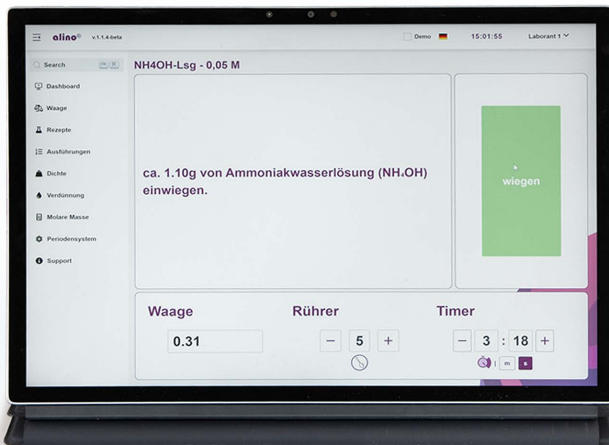 alino® v.1.1.4-beta
Demo
15:01:55
Laborant 1
Search
Dashboard
Waage
Rezepte
Ausführungen
Dichte
Verdünnung
Molare Masse
Periodensystem
Support
NH4OH-Lsg - 0,05 M
ca. 1.10g von Ammoniakwasserlösung (NH₄OH)
einwiegen.
wiegen
Waage
0.31
Rührer
− 5 +
Timer
− 3 : 18 +
m s